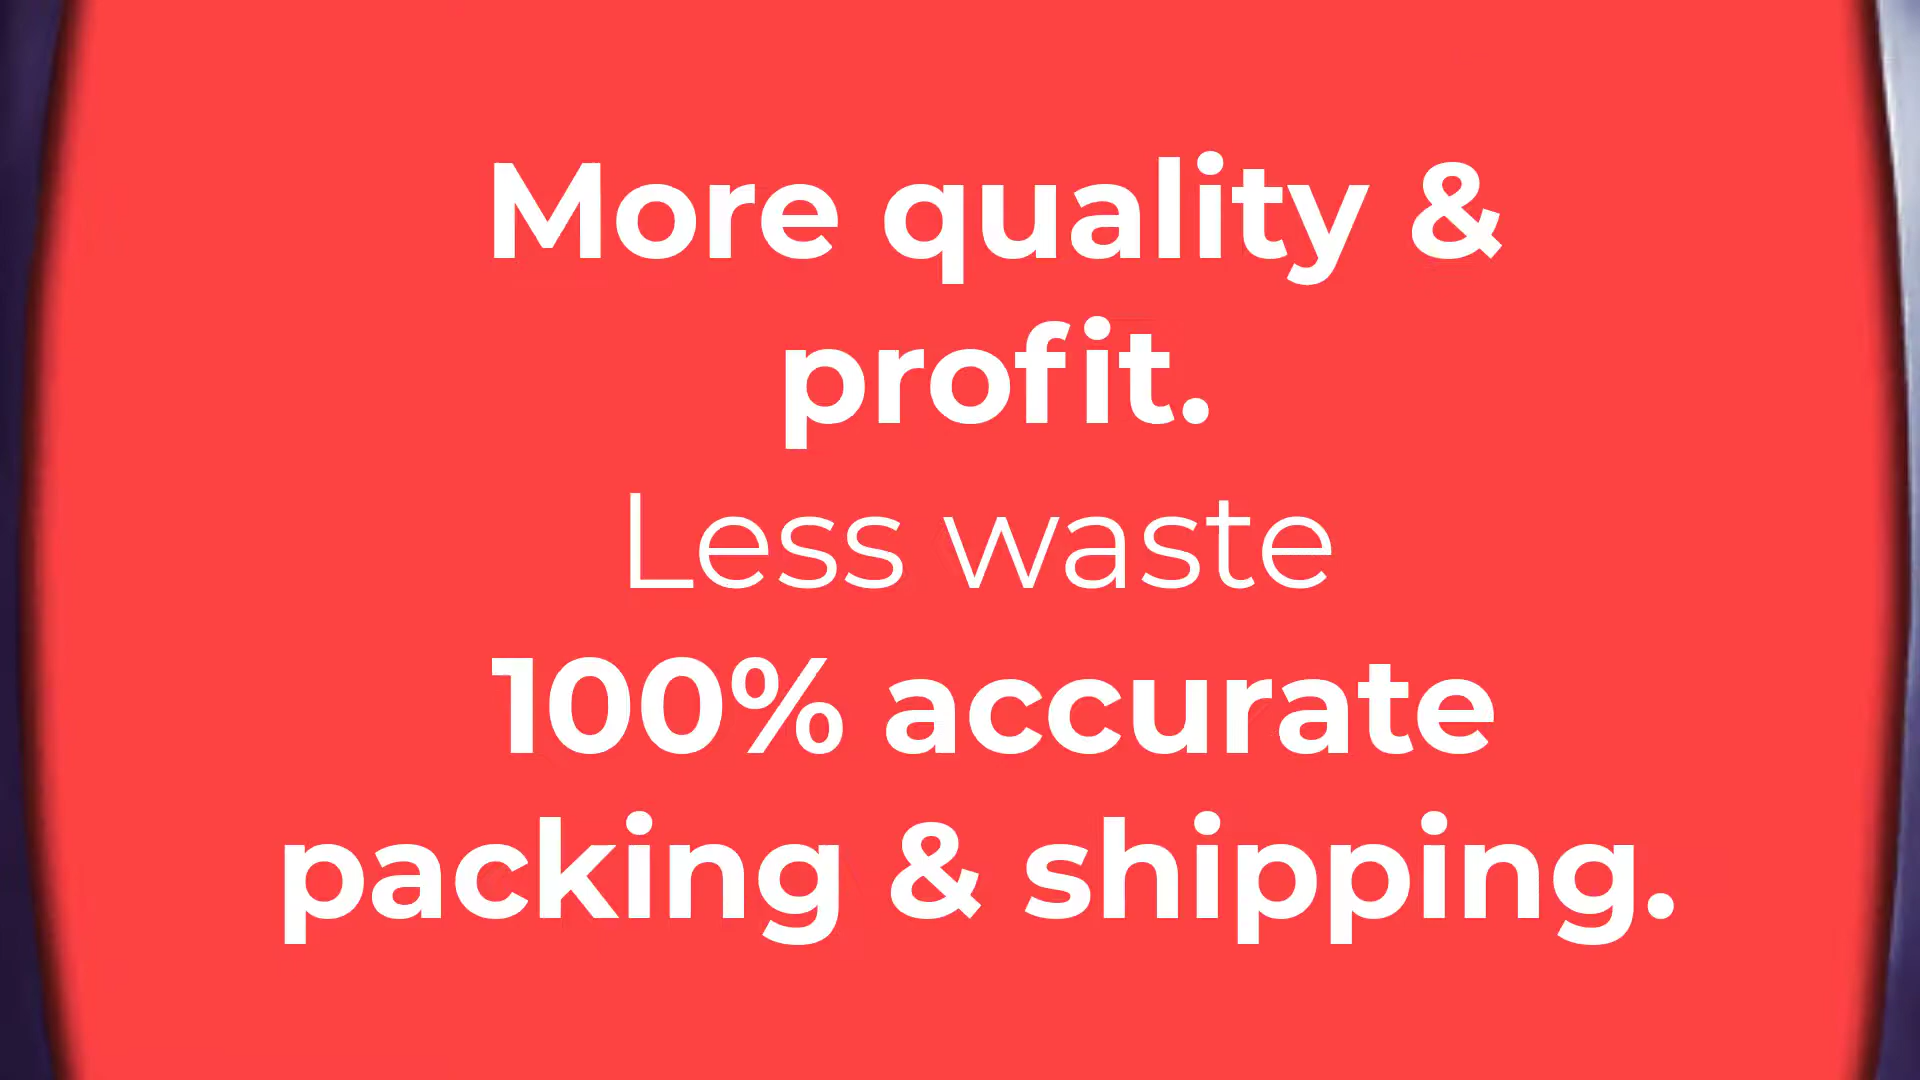 More quality &
profit.
Less waste
100% accurate
packing & shipping.